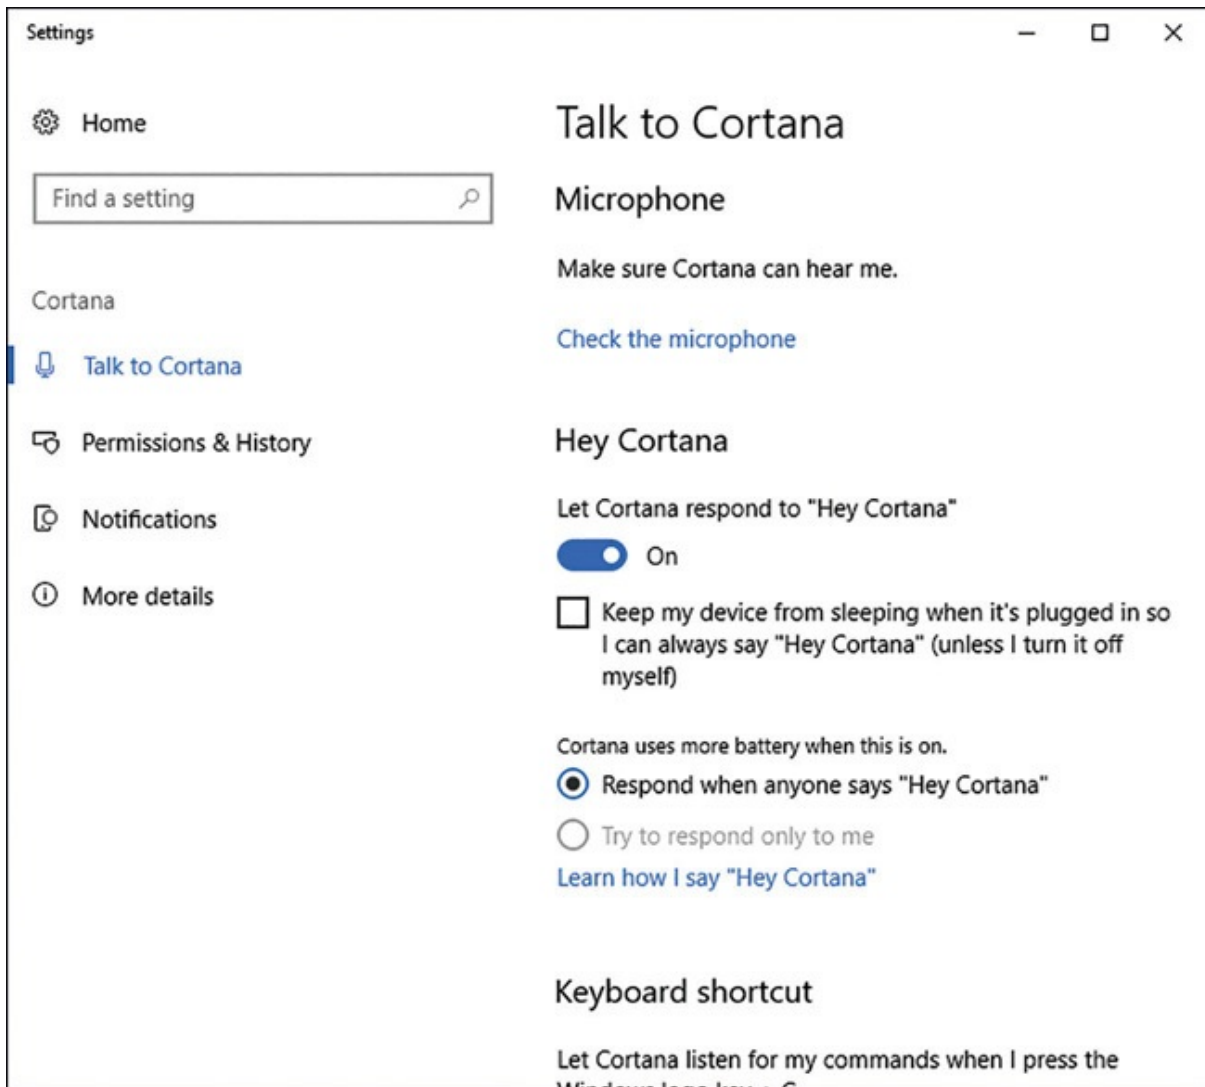 Settings
Home
Find a setting
Cortana
Talk to Cortana
Permissions & History
Notifications
More details
Talk to Cortana
Microphone
Make sure Cortana can hear me.
Check the microphone
Hey Cortana
Let Cortana respond to "Hey Cortana"
On
Keep my device from sleeping when it's plugged in so
I can always say "Hey Cortana" (unless I turn it off
myself)
Cortana uses more battery when this is on.
Respond when anyone says "Hey Cortana"
Try to respond only to me
Learn how I say "Hey Cortana"
Keyboard shortcut
Let Cortana listen for my commands when I press the